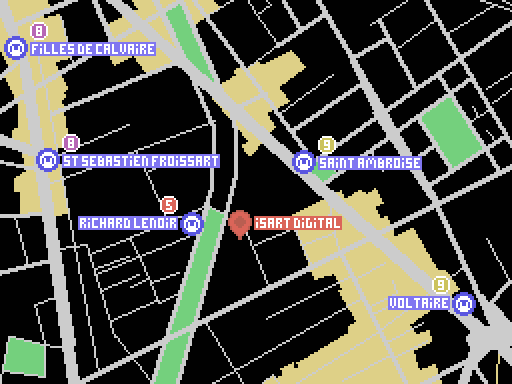 8
FILLES DE CALVAIRE
8
9
ST SEBASTIEN FROISSART
SAINT AMBROISE
5
RICHARD LENOIR
ISART DIGITAL
9
VOLTAIRE